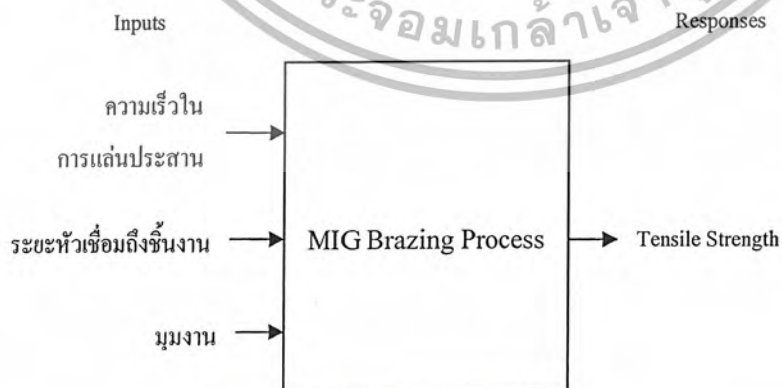 ะจอมเกล้าเจ้า
Inputs
Responses
ความเร็วใน
การแล่นประสาน
ระยะหัวเชื่อมถึงชิ้นงาน
MIG Brazing Process
Tensile Strength
มุมงาน